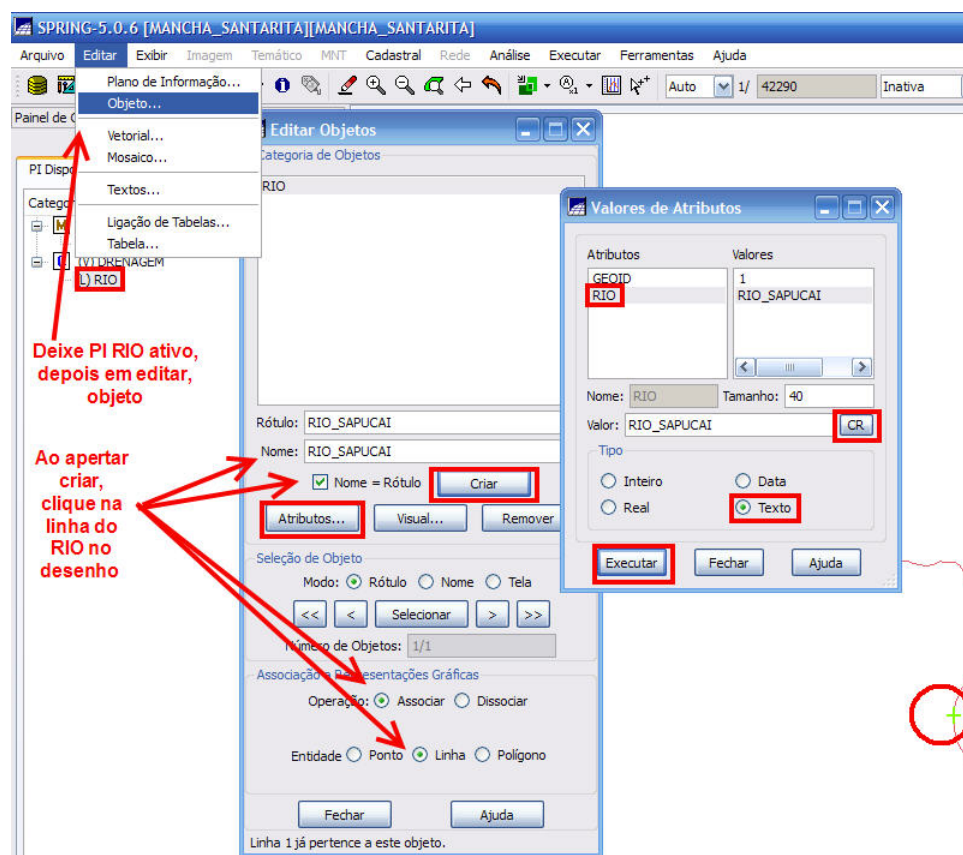 SPRING-5.0.6 [MANCHA_SANTARITA][MANCHA_SANTARITA]
Arquivo Editar Exibir Imagem Temático MNT Cadastral Rede Análise Executar Ferramentas Ajuda
Auto 1/ 42290 Inativa
Plano de Informação...
Objeto...
Vetorial...
Mosaico...
Textos...
Ligação de Tabelas...
Tabela...
Painel de
PI Dispo
Catego
M
(V) DRENAGEM
(L) RIO
Deixe PI RIO ativo,
depois em editar,
objeto
Ao apertar
criar,
clique na
linha do
RIO no
desenho
Editar Objetos
Categoria de Objetos
RIO
Rótulo: RIO_SAPUCAI
Nome: RIO_SAPUCAI
Nome = Rótulo Criar
Atributos... Visual... Remover
Seleção de Objeto
Modo: Rótulo Nome Tela
<< < Selecionar > >>
Número de Objetos: 1/1
Associação a Representações Gráficas
Operação: Associar Dissociar
Entidade Ponto Linha Polígono
Fechar Ajuda
Linha 1 já pertence a este objeto.
Valores de Atributos
Atributos Valores
GEOID 1
RIO RIO_SAPUCAI
Nome: RIO Tamanho: 40
Valor: RIO_SAPUCAI CR
Tipo
Inteiro Data
Real Texto
Executar Fechar Ajuda